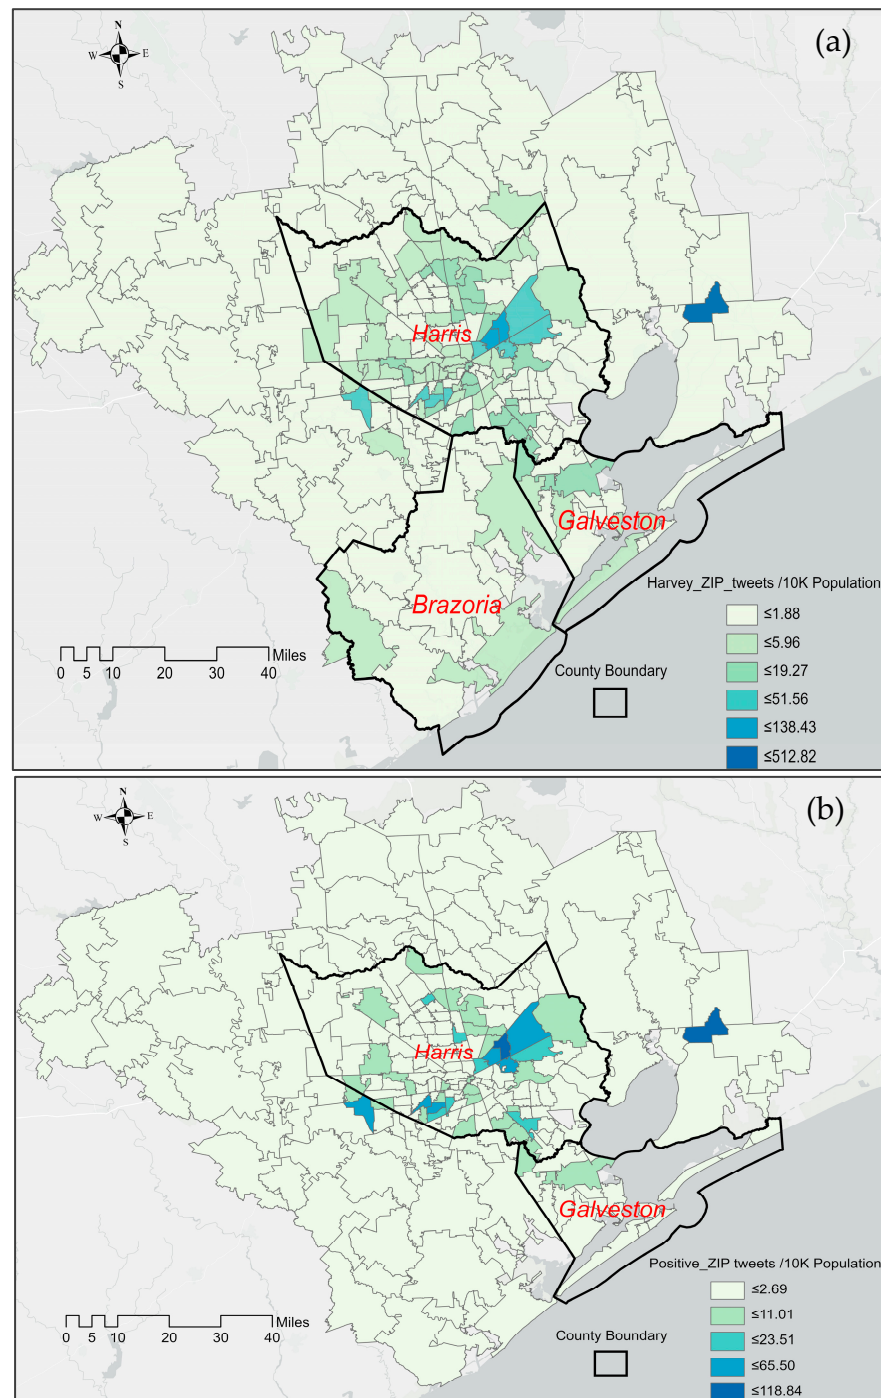 (a)
N
W E
S
Harris
Galveston
Brazoria
Harvey_ZIP_tweets /10K Population
≤1.88
≤5.96
≤19.27
≤51.56
≤138.43
≤512.82
County Boundary
0 5 10 20 30 40 Miles
(b)
N
W E
S
Harris
Galveston
Positive_ZIP tweets /10K Population
≤2.69
≤11.01
≤23.51
≤65.50
≤118.84
County Boundary
0 5 10 20 30 40 Miles